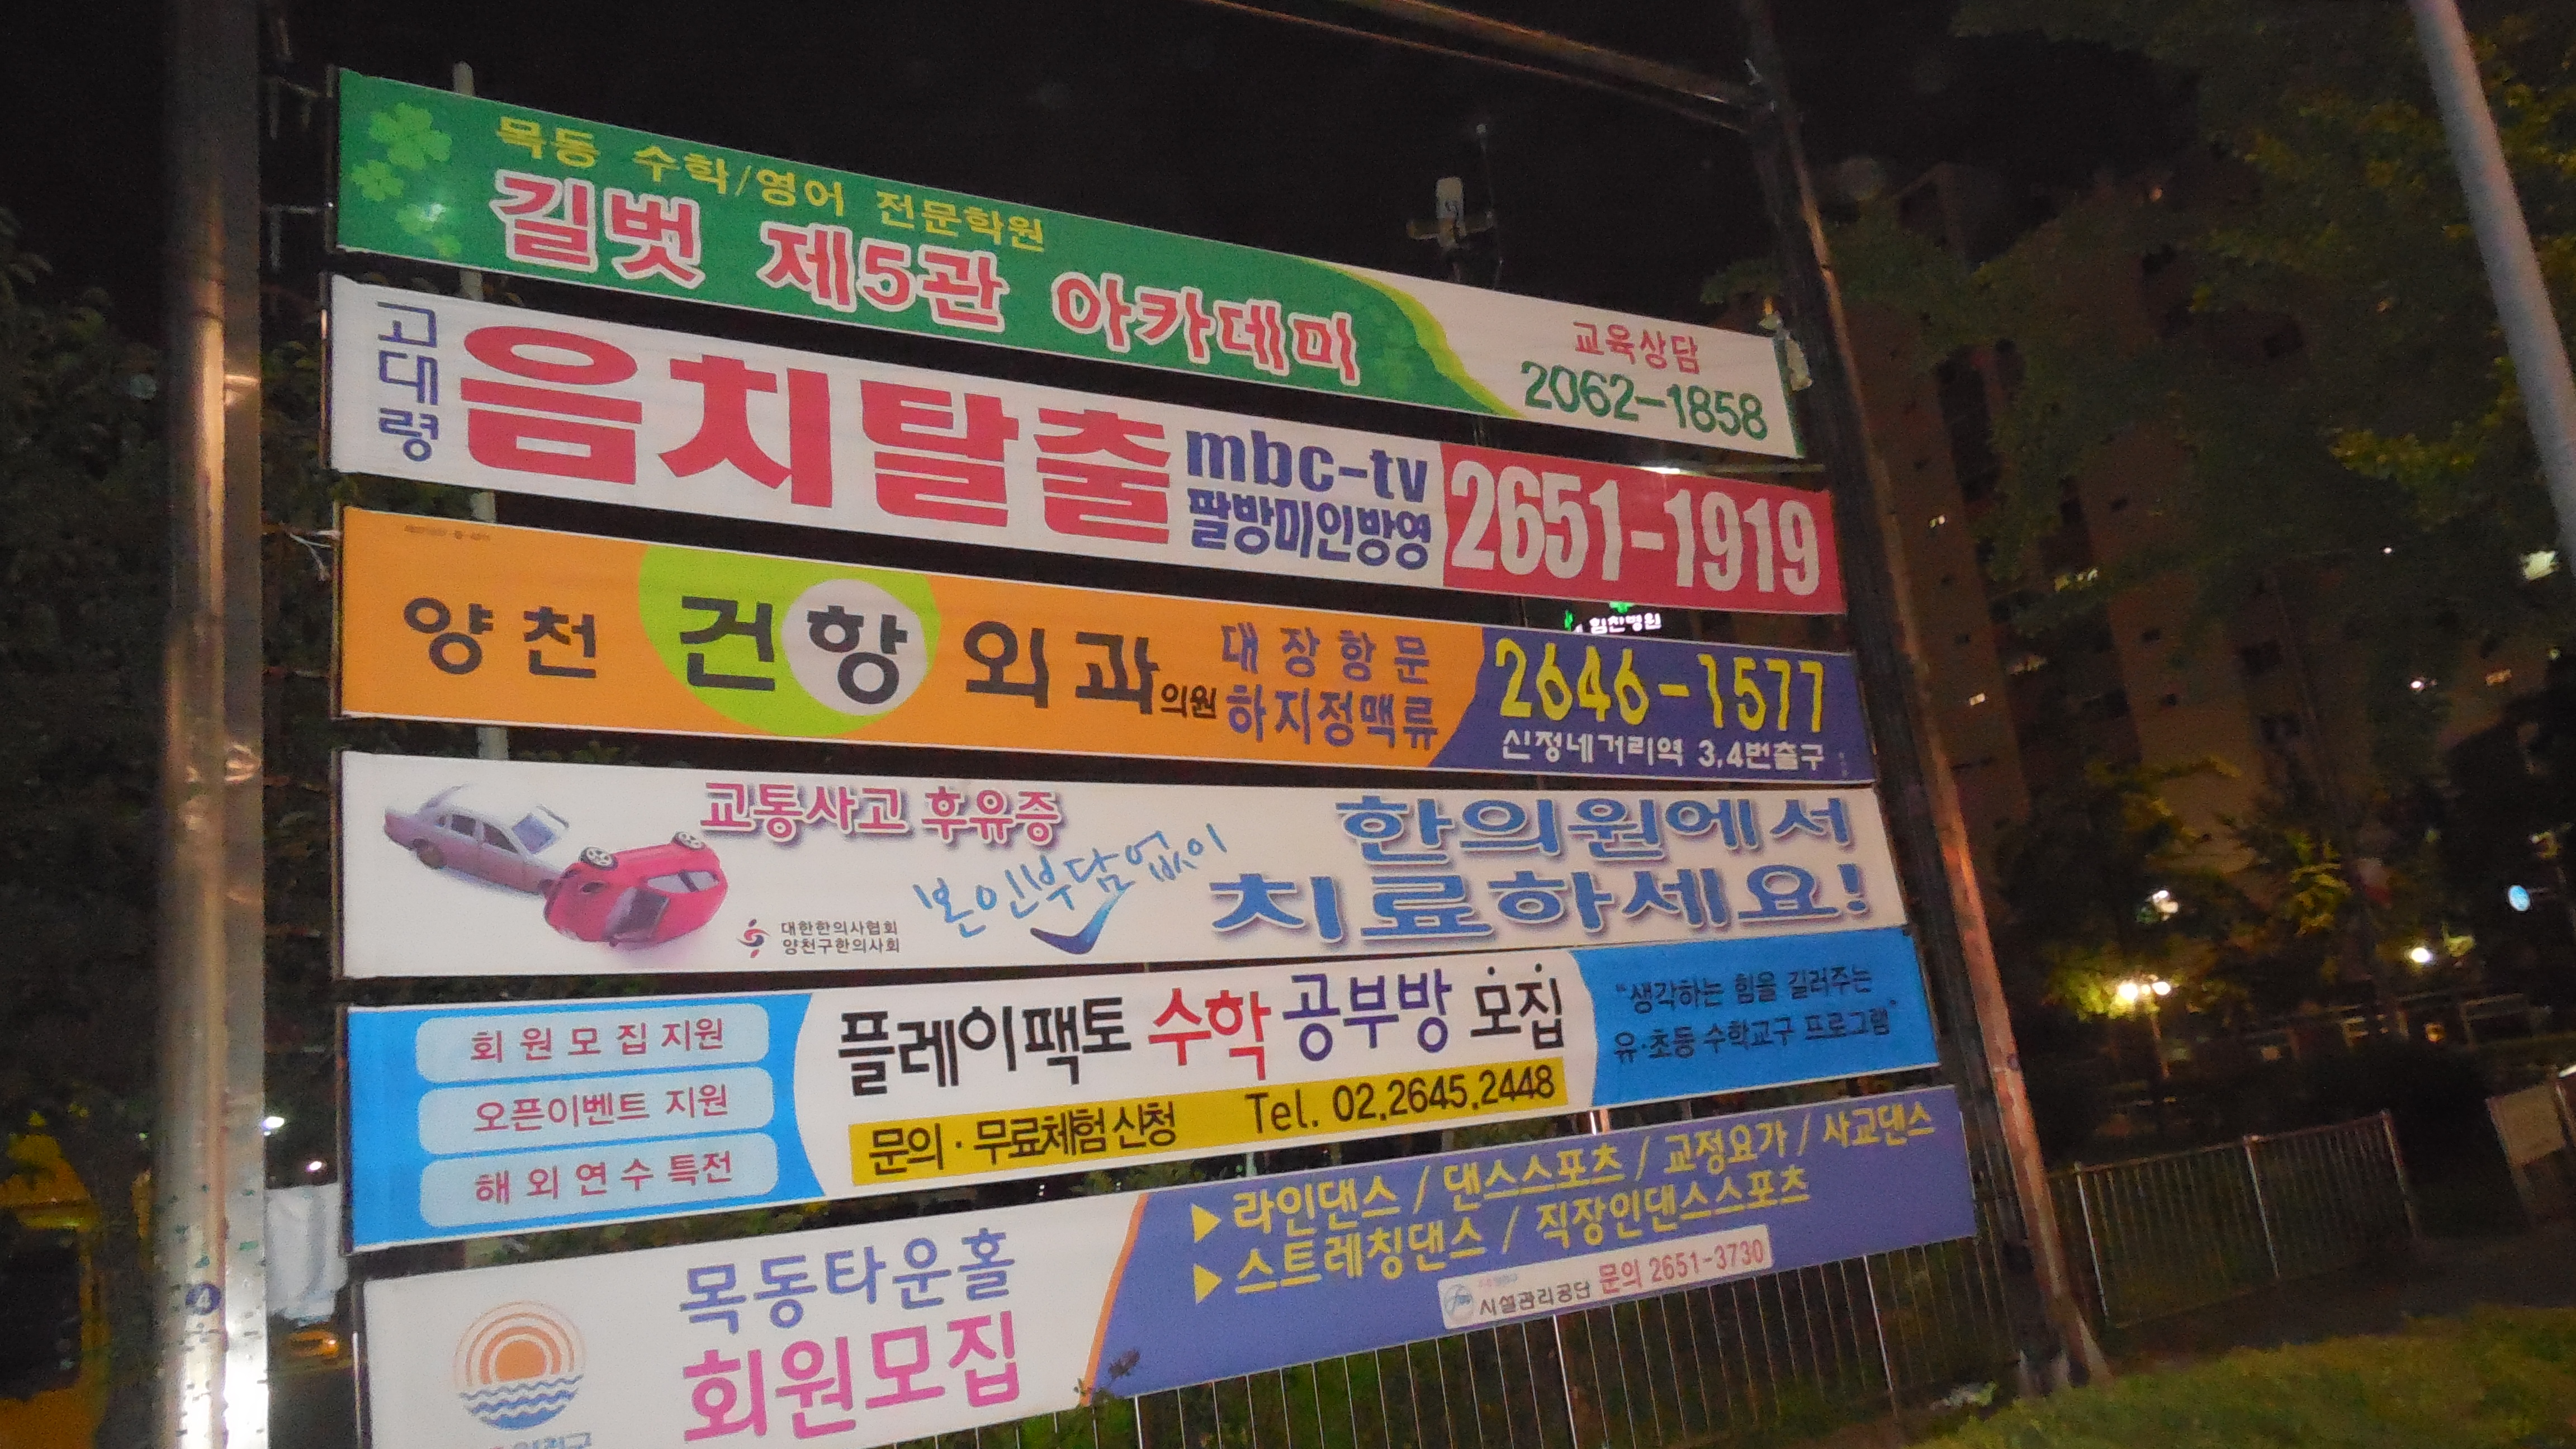 목동 수학/영어 전문학원
길벗 제5관 아카데미
교육상담
2062-1858
고대령
음치탈출
mbc-tv
팔방미인방영
2651-1919
양천 건항외과의원
대장항문
하지정맥류
2646-1577
신정네거리역 3,4번출구
힘찬병원
교통사고 후유증
본인부담없이
한의원에서
치료하세요!
대한한의사협회
양천구한의사회
회원모집지원
오픈이벤트 지원
해외연수특전
플레이팩토 수학공부방 모집
문의·무료체험신청 Tel. 02.2645.2448
"생각하는 힘을 길러주는
유·초등 수학교구 프로그램"
목동타운홀
회원모집
▶라인댄스 / 댄스스포츠 / 교정요가 / 사교댄스
▶스트레칭댄스 / 직장인댄스스포츠
시설관리공단 문의 2651-3730